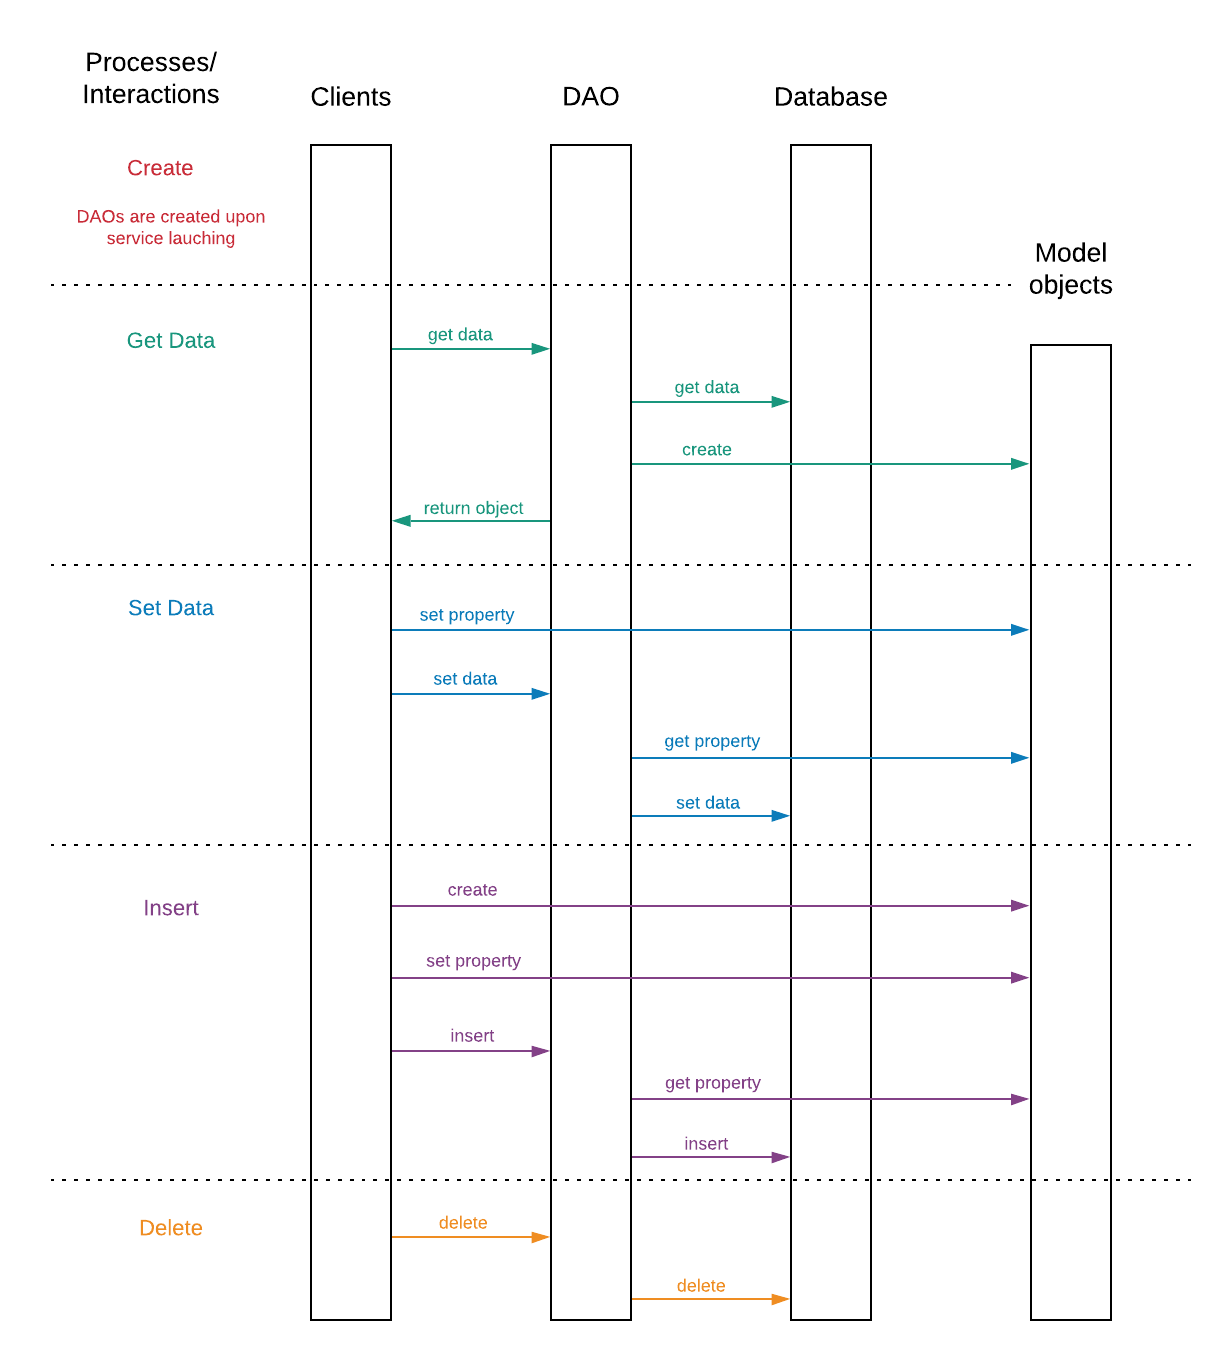 Processes/
Interactions
Clients
DAO
Database
Create
DAOs are created upon
service lauching
Model
objects
Get Data
get data
get data
create
return object
Set Data
set property
set data
get property
set data
Insert
create
set property
insert
get property
insert
Delete
delete
delete